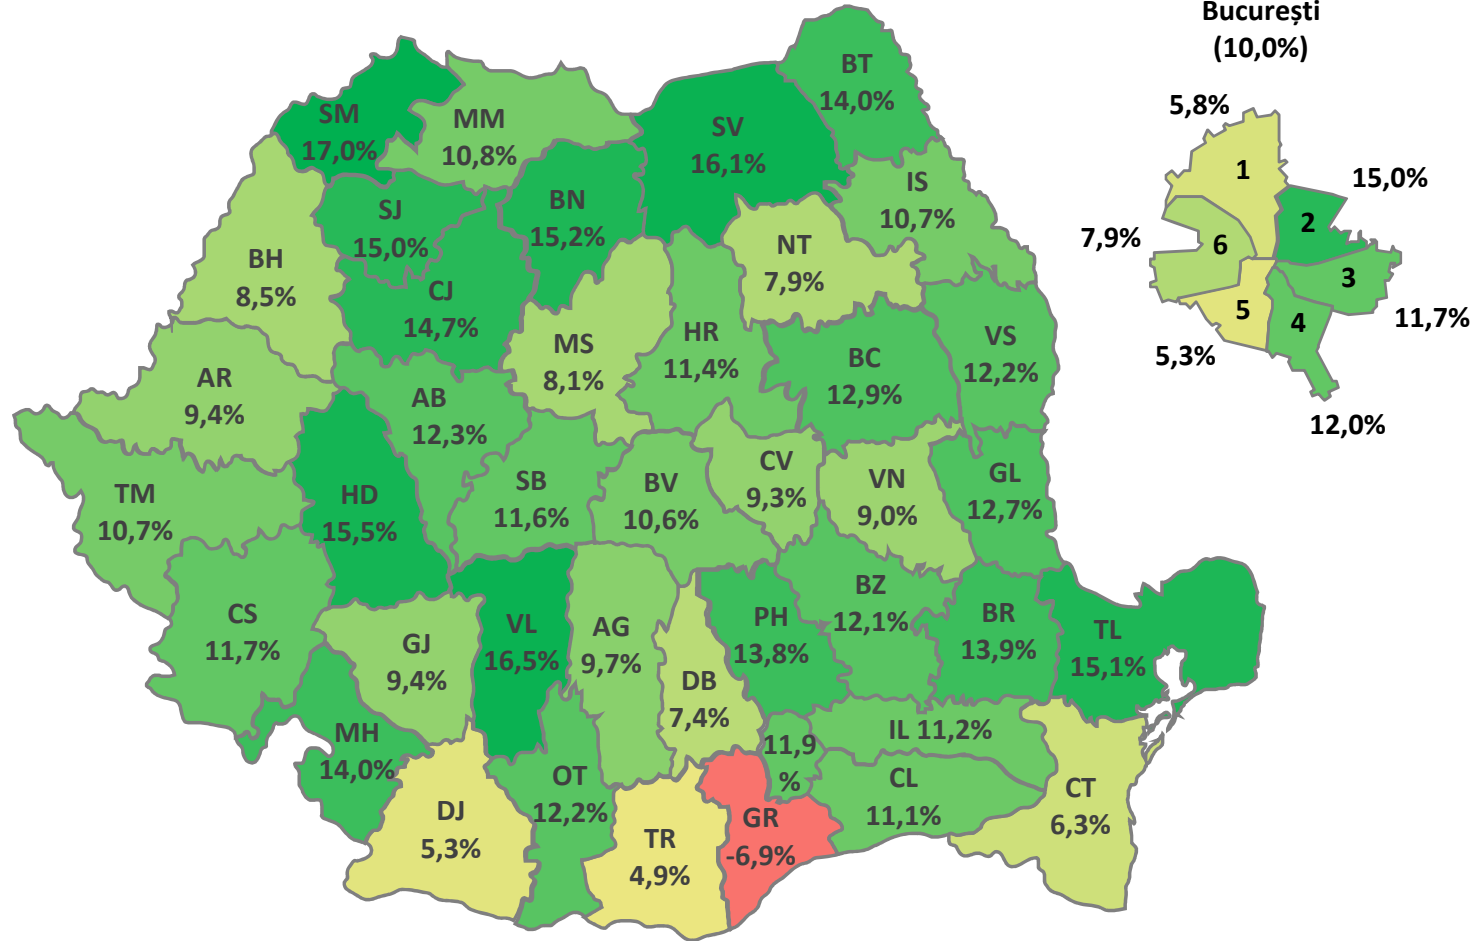 București
(10,0%)
5,8%
1
15,0%
2
7,9%
6
3
11,7%
5
4
5,3%
12,0%
BT
14,0%
SM
17,0%
MM
10,8%
SV
16,1%
IS
10,7%
BN
15,2%
SJ
15,0%
NT
7,9%
BH
8,5%
CJ
14,7%
MS
8,1%
HR
11,4%
BC
12,9%
VS
12,2%
AR
9,4%
AB
12,3%
TM
10,7%
HD
15,5%
SB
11,6%
BV
10,6%
CV
9,3%
VN
9,0%
GL
12,7%
CS
11,7%
GJ
9,4%
VL
16,5%
AG
9,7%
DB
7,4%
PH
13,8%
BZ
12,1%
BR
13,9%
TL
15,1%
MH
14,0%
DJ
5,3%
OT
12,2%
TR
4,9%
GR
-6,9%
11,9
%
IL 11,2%
CL
11,1%
CT
6,3%